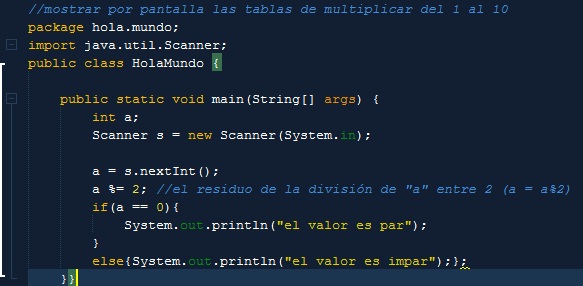 //mostrar por pantalla las tablas de multiplicar del 1 al 10
package hola.mundo;
import java.util.Scanner;
public class HolaMundo {
public static void main(String[] args) {
int a;
Scanner s = new Scanner(System.in);
a = s.nextInt();
a %= 2; //el residuo de la división de "a" entre 2 (a = a%2)
if(a == 0){
System.out.println("el valor es par");
}
else{System.out.println("el valor es impar");};
}}